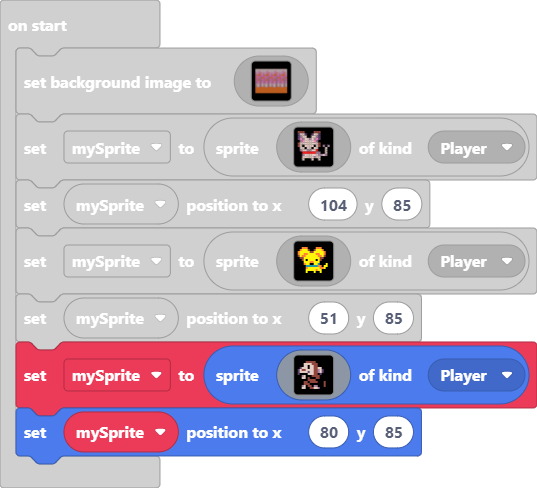 on start
set background image to
set mySprite to sprite of kind Player
set mySprite position to x 104 y 85
set mySprite to sprite of kind Player
set mySprite position to x 51 y 85
set mySprite to sprite of kind Player
set mySprite position to x 80 y 85